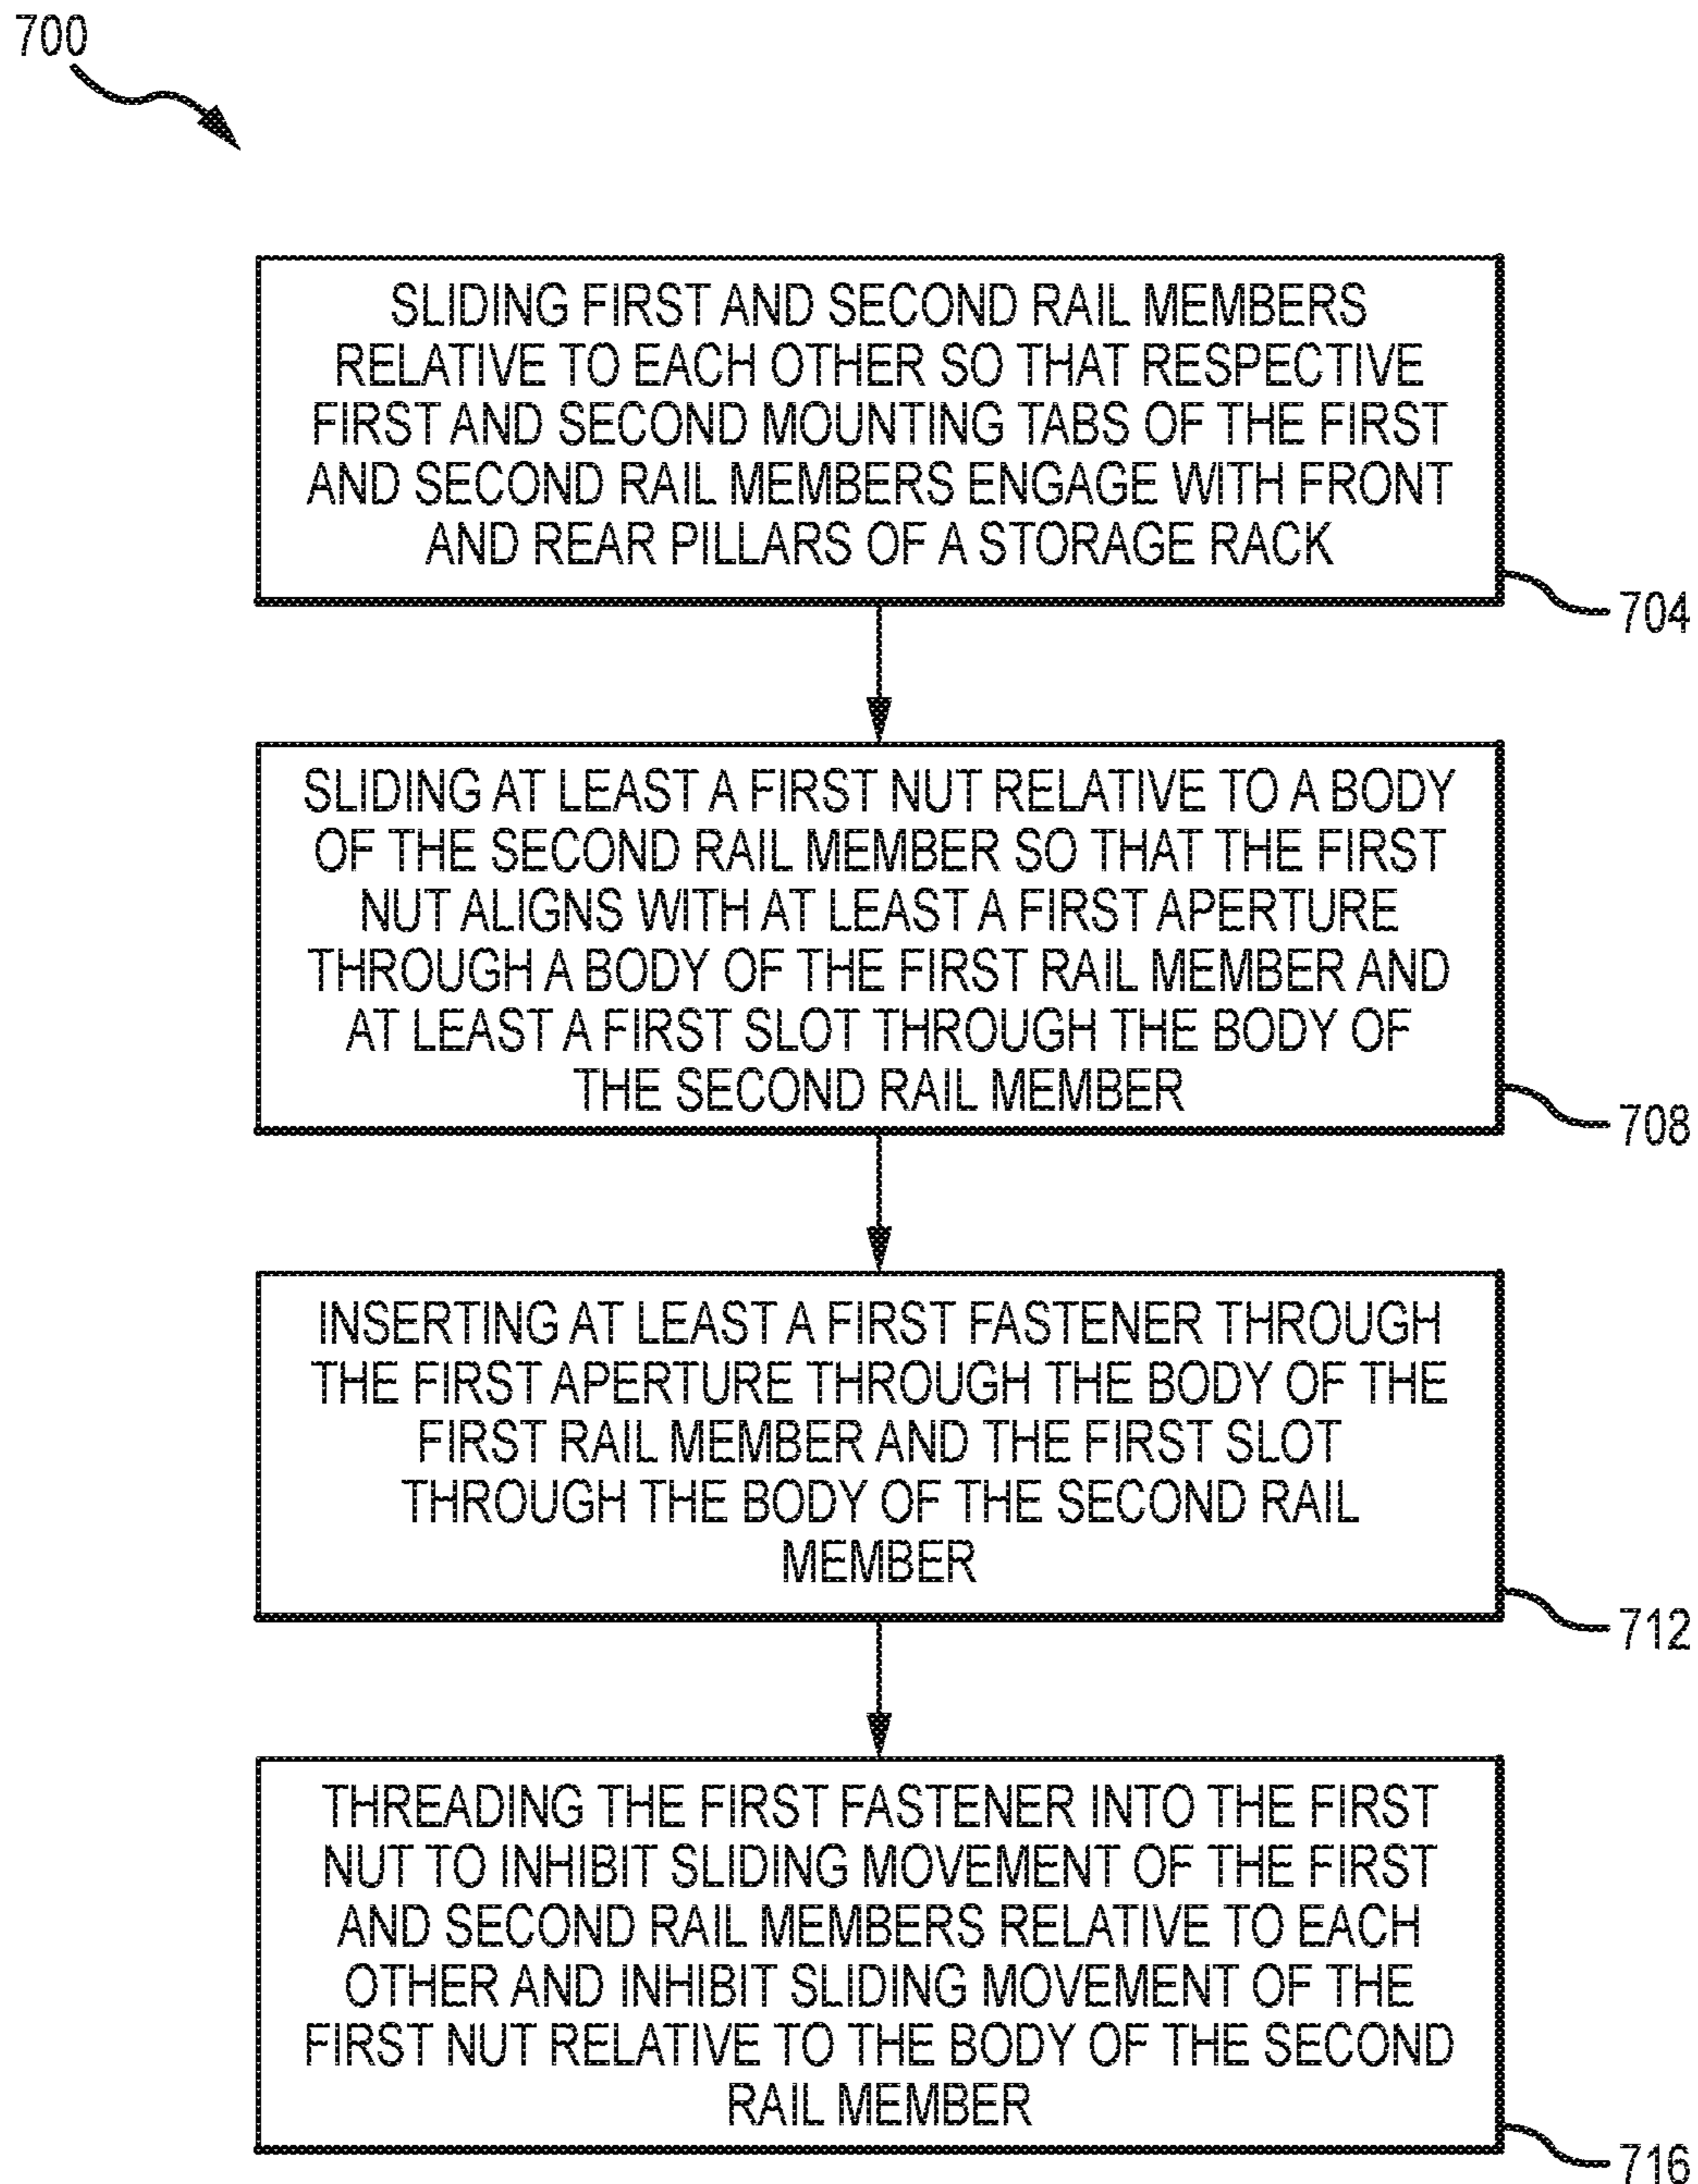 700
SLIDING FIRST AND SECOND RAIL MEMBERS
RELATIVE TO EACH OTHER SO THAT RESPECTIVE
FIRST AND SECOND MOUNTING TABS OF THE FIRST
AND SECOND RAIL MEMBERS ENGAGE WITH FRONT
AND REAR PILLARS OF A STORAGE RACK
704
SLIDING AT LEAST A FIRST NUT RELATIVE TO A BODY
OF THE SECOND RAIL MEMBER SO THAT THE FIRST
NUT ALIGNS WITH AT LEAST A FIRST APERTURE
THROUGH A BODY OF THE FIRST RAIL MEMBER AND
AT LEAST A FIRST SLOT THROUGH THE BODY OF
THE SECOND RAIL MEMBER
708
INSERTING AT LEAST A FIRST FASTENER THROUGH
THE FIRST APERTURE THROUGH THE BODY OF THE
FIRST RAIL MEMBER AND THE FIRST SLOT
THROUGH THE BODY OF THE SECOND RAIL
MEMBER
712
THREADING THE FIRST FASTENER INTO THE FIRST
NUT TO INHIBIT SLIDING MOVEMENT OF THE FIRST
AND SECOND RAIL MEMBERS RELATIVE TO EACH
OTHER AND INHIBIT SLIDING MOVEMENT OF THE
FIRST NUT RELATIVE TO THE BODY OF THE SECOND
RAIL MEMBER
716